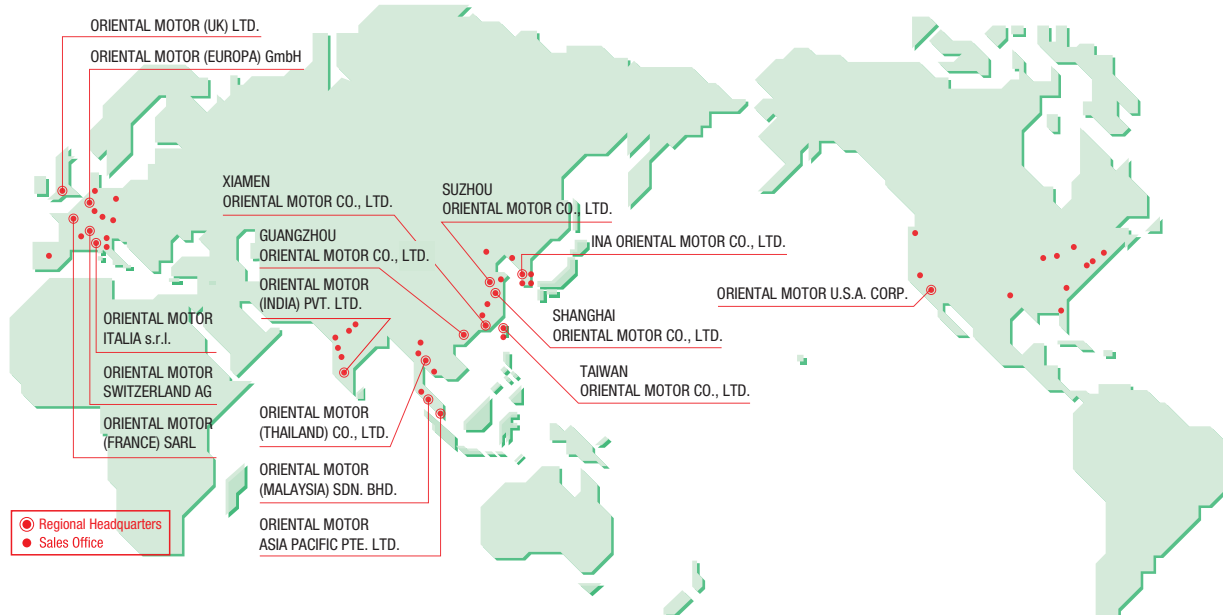 ORIENTAL MOTOR (UK) LTD.
ORIENTAL MOTOR (EUROPA) GmbH
XIAMEN
ORIENTAL MOTOR CO., LTD.
SUZHOU
ORIENTAL MOTOR CO., LTD.
GUANGZHOU
ORIENTAL MOTOR CO., LTD.
INA ORIENTAL MOTOR CO., LTD.
ORIENTAL MOTOR
(INDIA) PVT. LTD.
ORIENTAL MOTOR U.S.A. CORP.
ORIENTAL MOTOR
ITALIA s.r.l.
SHANGHAI
ORIENTAL MOTOR CO., LTD.
ORIENTAL MOTOR
SWITZERLAND AG
TAIWAN
ORIENTAL MOTOR CO., LTD.
ORIENTAL MOTOR
(FRANCE) SARL
ORIENTAL MOTOR
(THAILAND) CO., LTD.
ORIENTAL MOTOR
(MALAYSIA) SDN. BHD.
ORIENTAL MOTOR
ASIA PACIFIC PTE. LTD.
Regional Headquarters
Sales Office